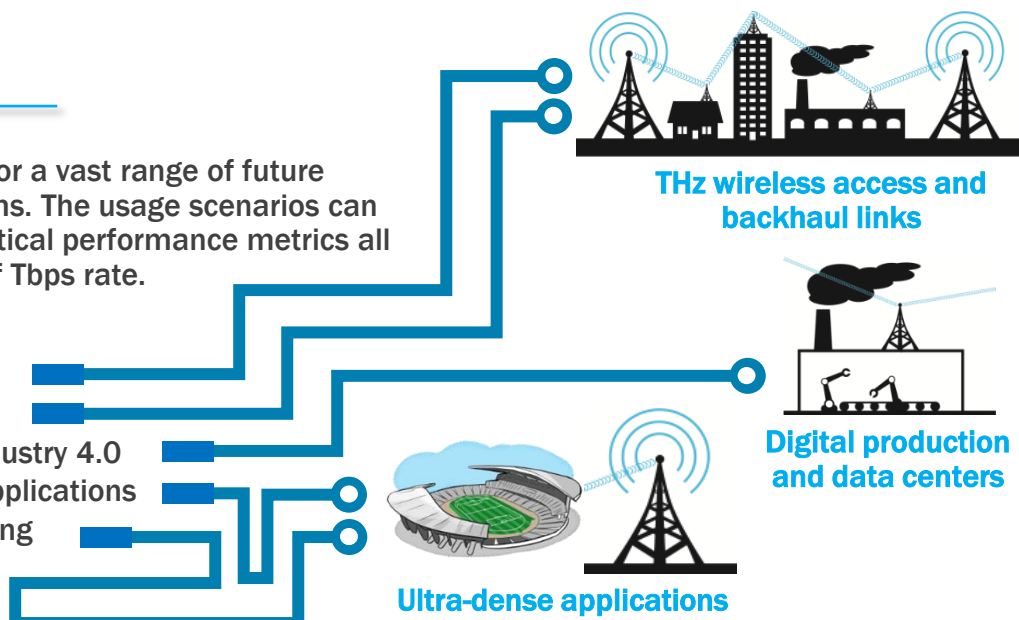 or a vast range of future
ns. The usage scenarios can
tical performance metrics all
f Tbps rate.
THz wireless access and
backhaul links
ustry 4.0
pplications
ng
Digital production
and data centers
Ultra-dense applications